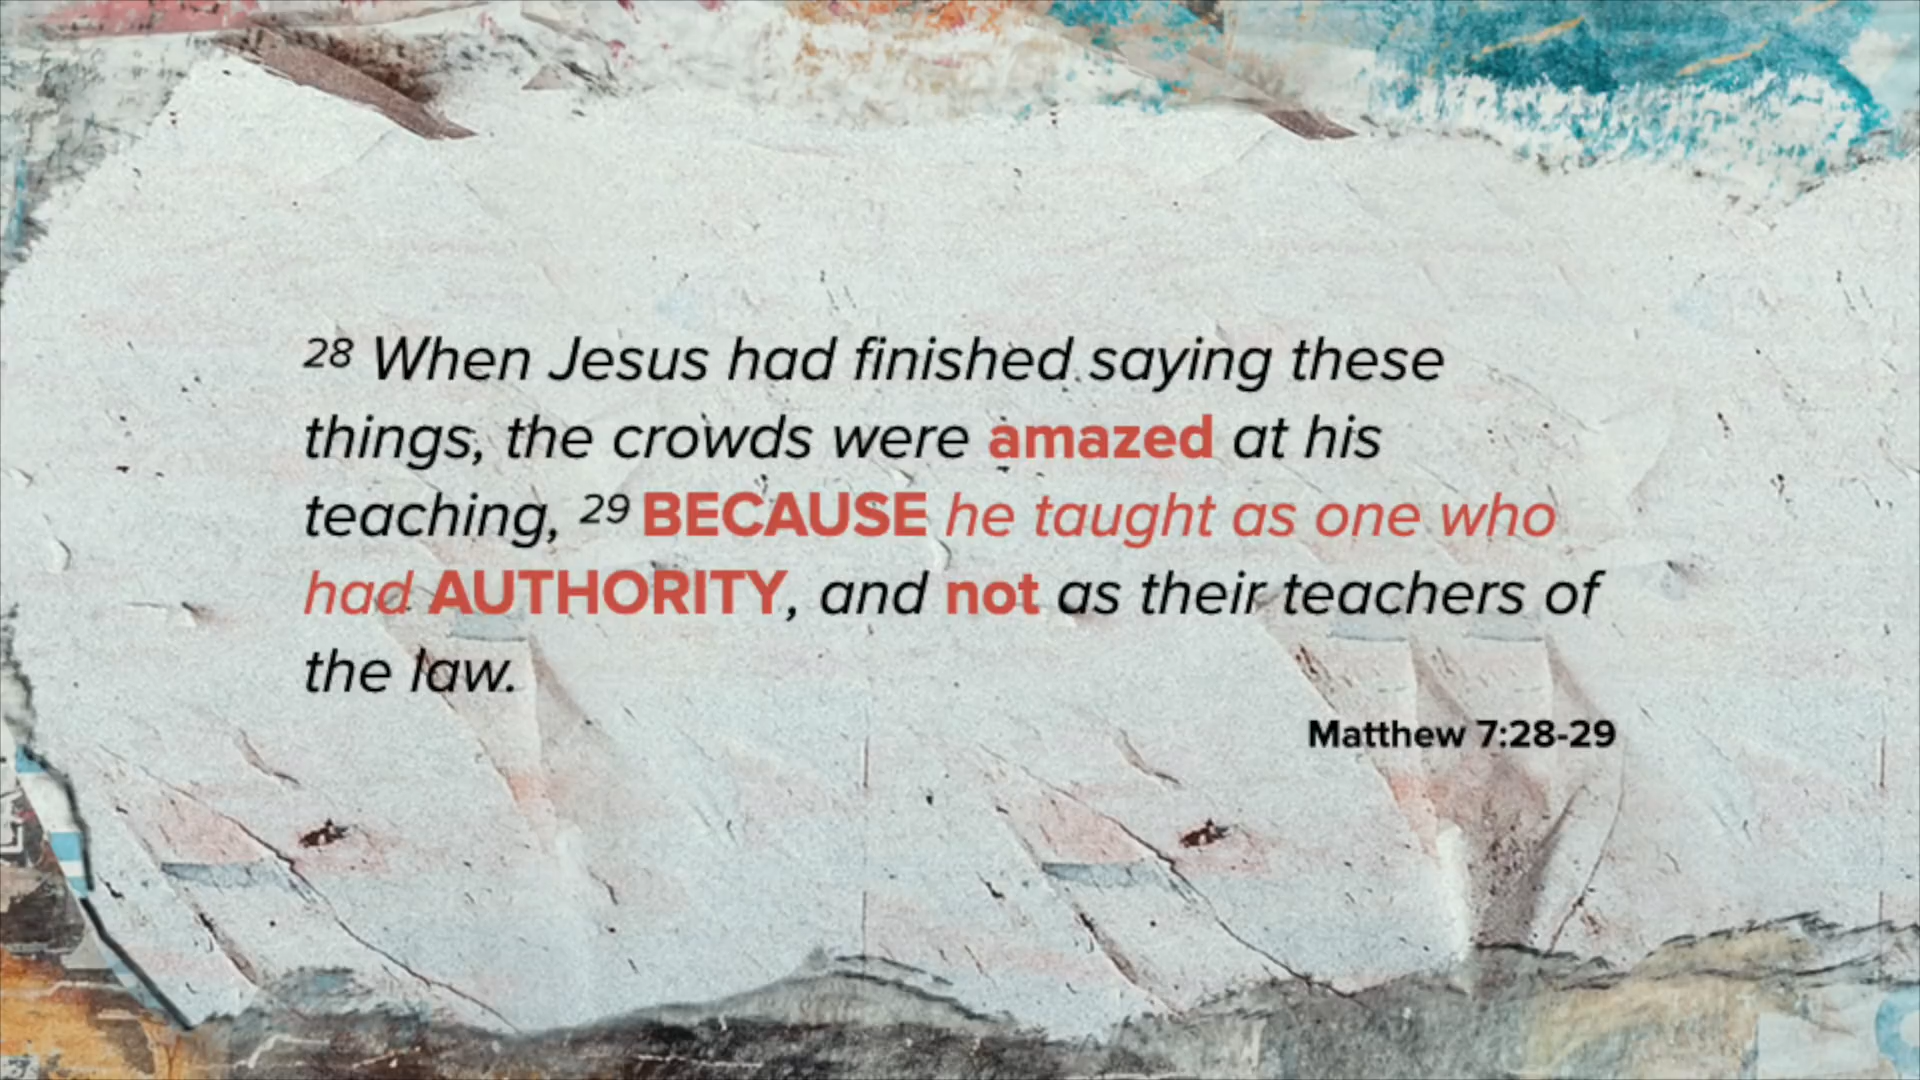 28 When Jesus had finished saying these
things, the crowds were amazed at his
teaching, 29 BECAUSE he taught as one who
had AUTHORITY, and not as their teachers of
the law.
Matthew 7:28-29